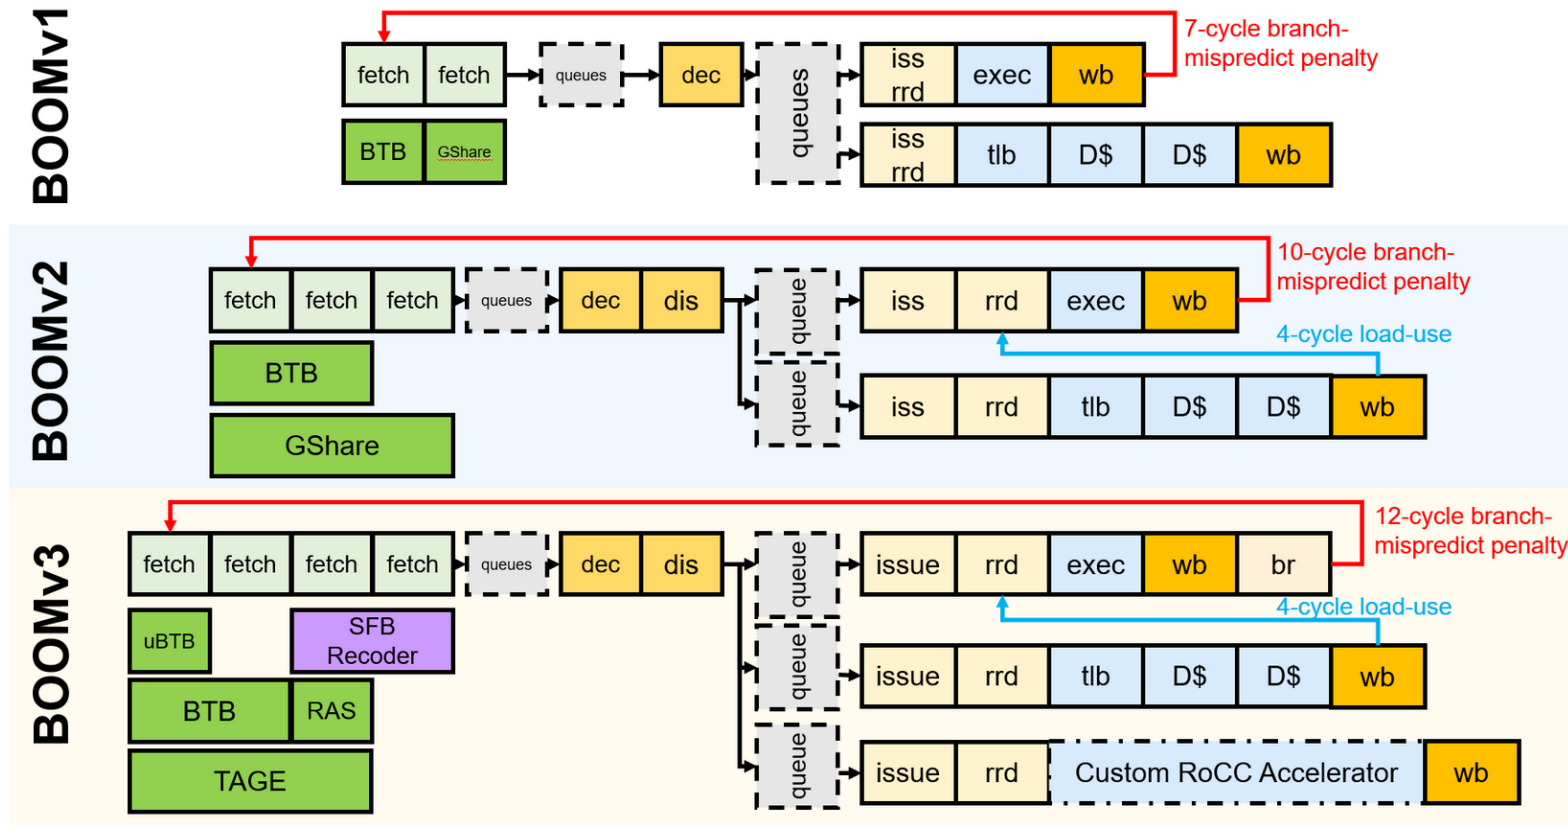 BOOMv1
fetch fetch queues dec queues iss rrd exec wb
7-cycle branch-
mispredict penalty
BTB GShare iss rrd tlb D$ D$ wb
BOOMv2
10-cycle branch-
mispredict penalty
fetch fetch fetch queues dec dis queue iss rrd exec wb
4-cycle load-use
BTB
queue iss rrd tlb D$ D$ wb
GShare
BOOMv3
12-cycle branch-
mispredict penalty
fetch fetch fetch fetch queues dec dis queue issue rrd exec wb br
4-cycle load-use
uBTB
SFB
Recoder
queue issue rrd tlb D$ D$ wb
BTB RAS
TAGE
queue issue rrd Custom RoCC Accelerator wb